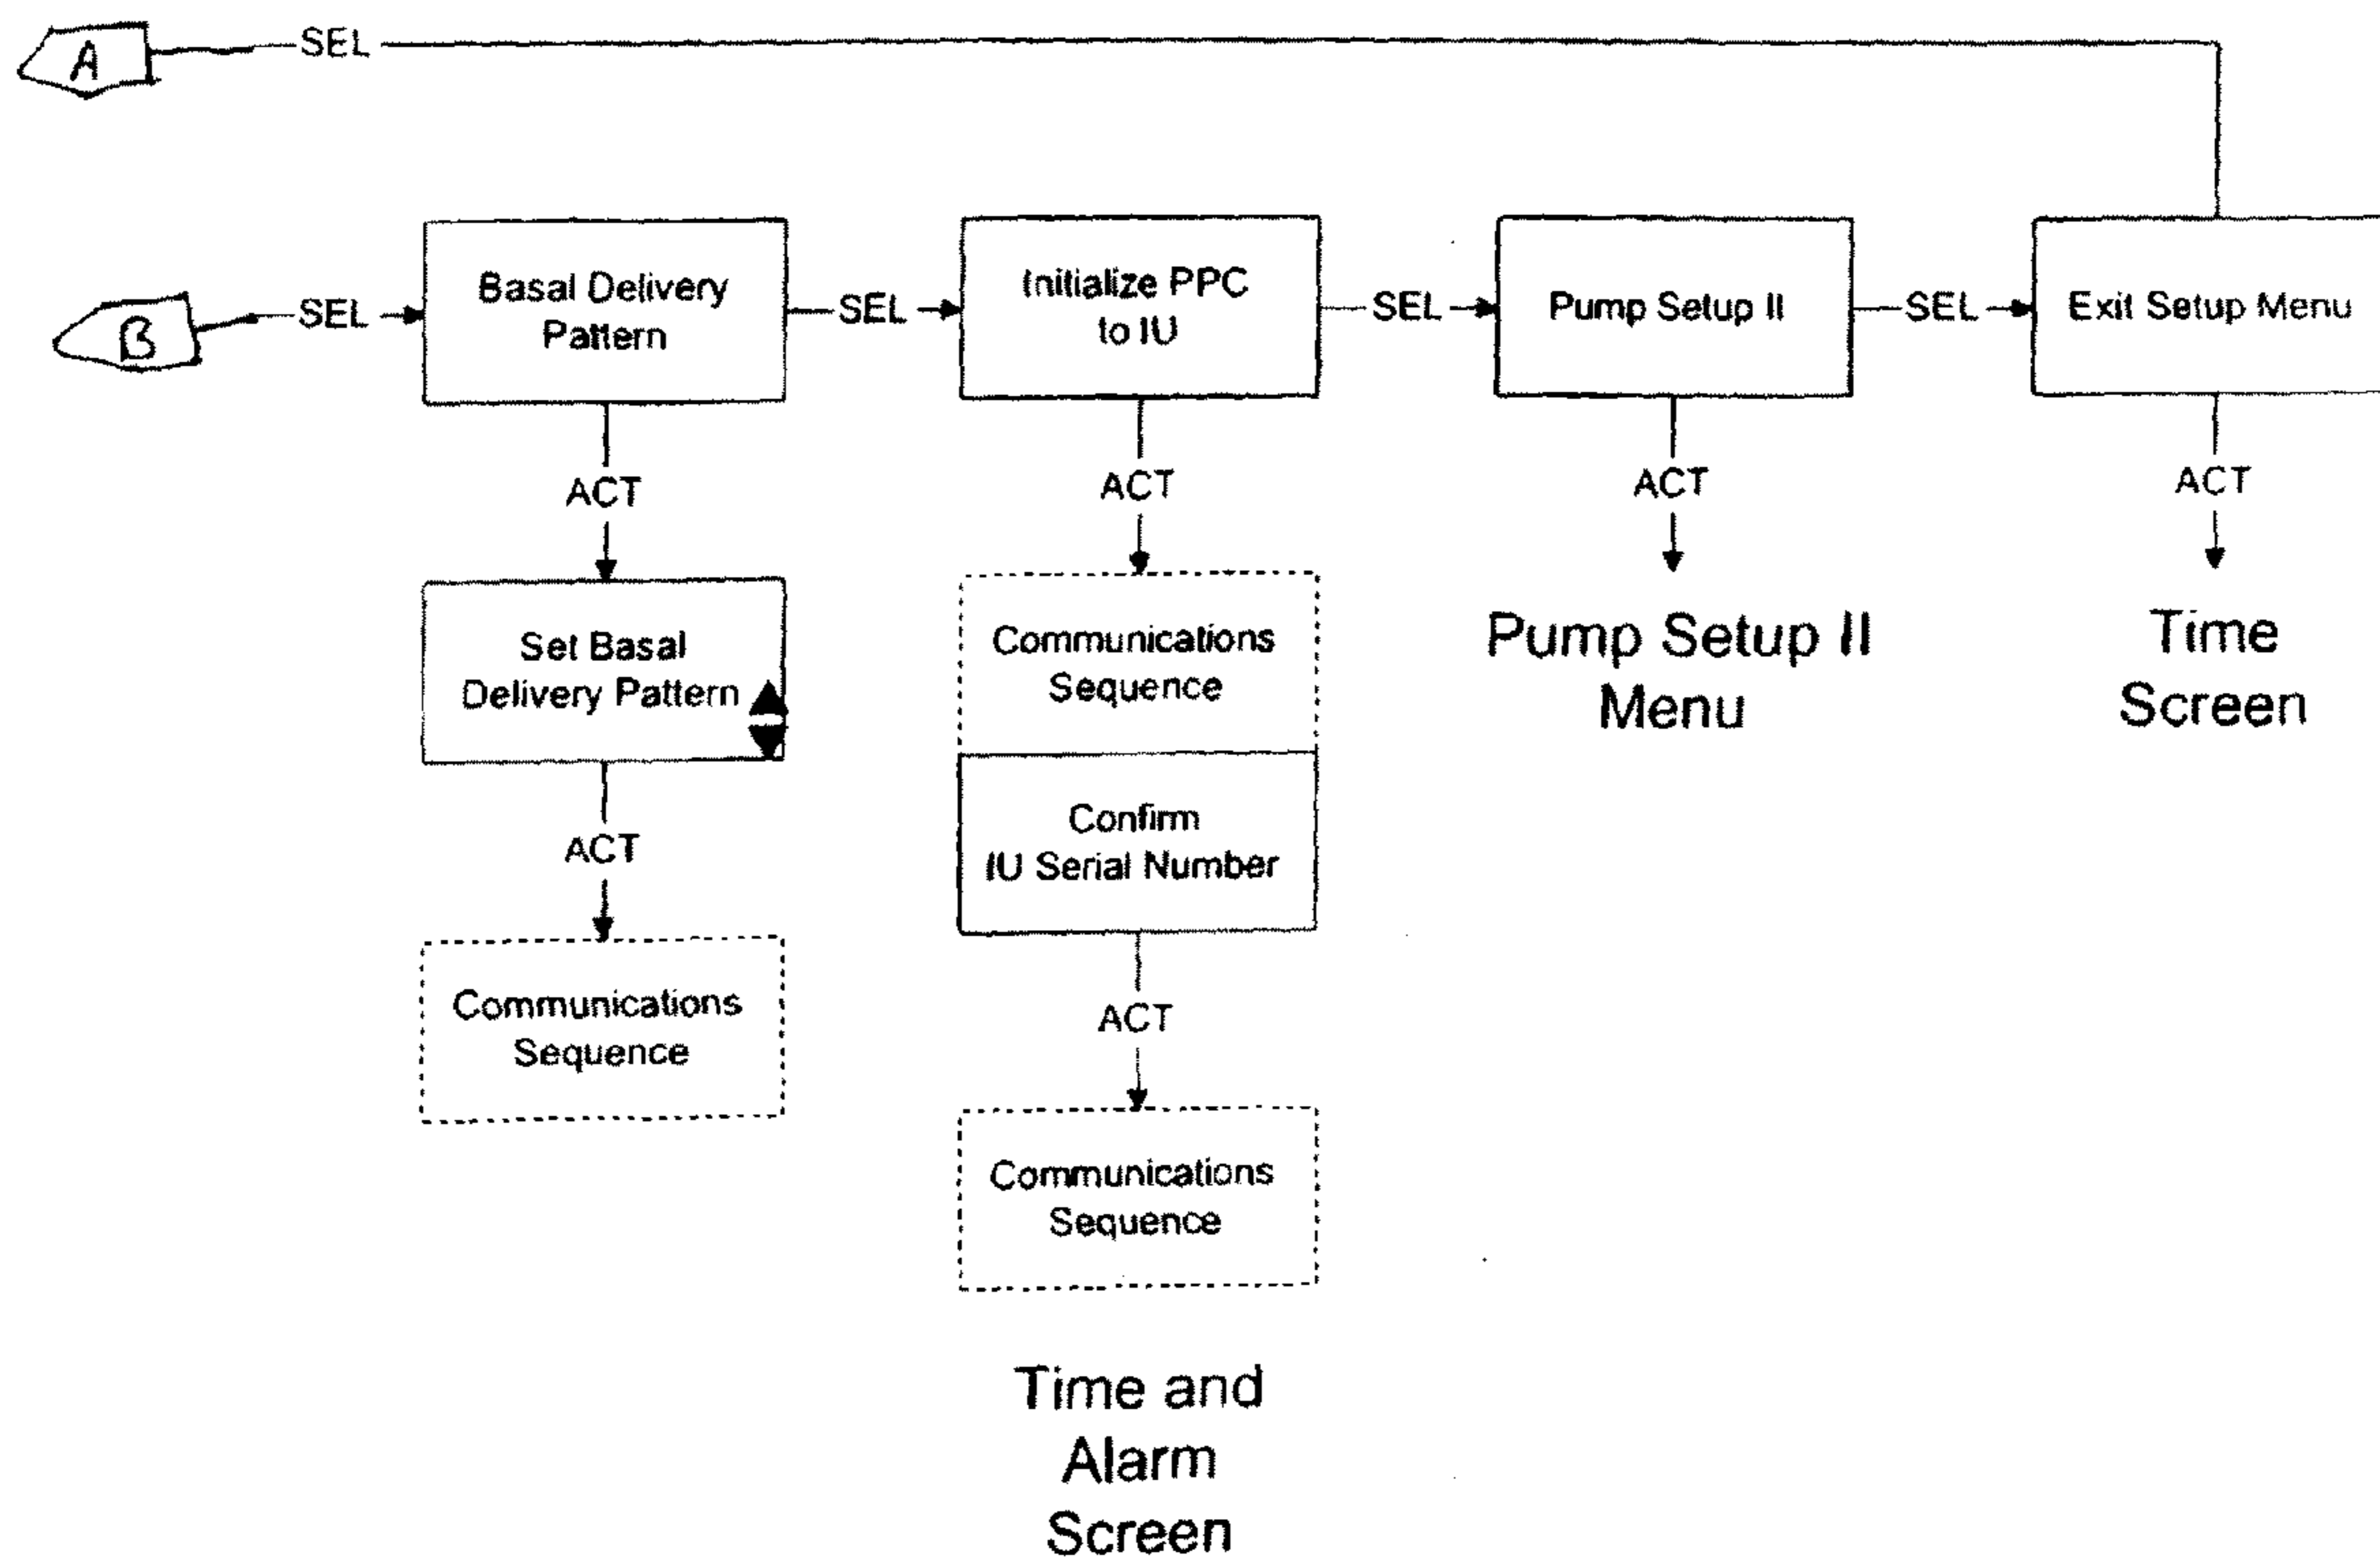 A
SEL
B
SEL
Basal Delivery
Pattern
SEL
Initialize PPC
to IU
SEL
Pump Setup II
SEL
Exit Setup Menu
ACT
ACT
ACT
ACT
Set Basal
Delivery Pattern
Communications
Sequence
Pump Setup II
Menu
Time
Screen
ACT
Confirm
IU Serial Number
Communications
Sequence
ACT
Communications
Sequence
Time and
Alarm
Screen